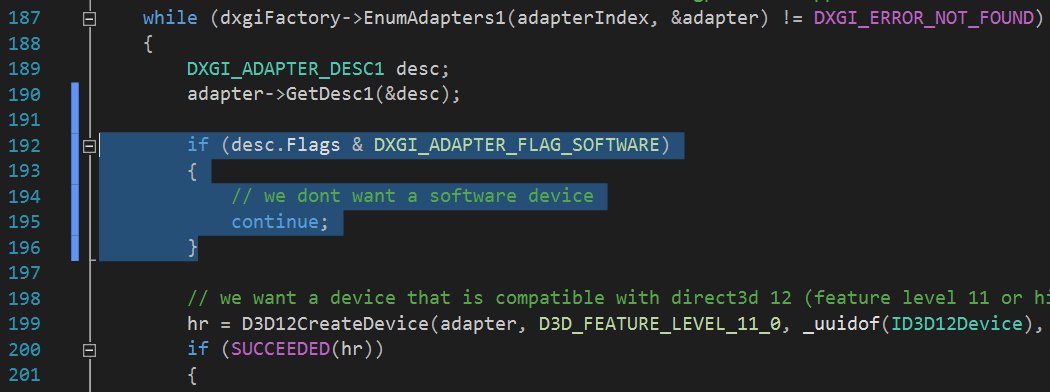 187 while (dxgiFactory->EnumAdapters1(adapterIndex, &adapter) != DXGI_ERROR_NOT_FOUND)
188 {
189 DXGI_ADAPTER_DESC1 desc;
190 adapter->GetDesc1(&desc);
191
192 if (desc.Flags & DXGI_ADAPTER_FLAG_SOFTWARE)
193 {
194 // we dont want a software device
195 continue;
196 }
197
198 // we want a device that is compatible with direct3d 12 (feature level 11 or
199 hr = D3D12CreateDevice(adapter, D3D_FEATURE_LEVEL_11_0, _uuidof(ID3D12Device),
200 if (SUCCEEDED(hr))
201 {